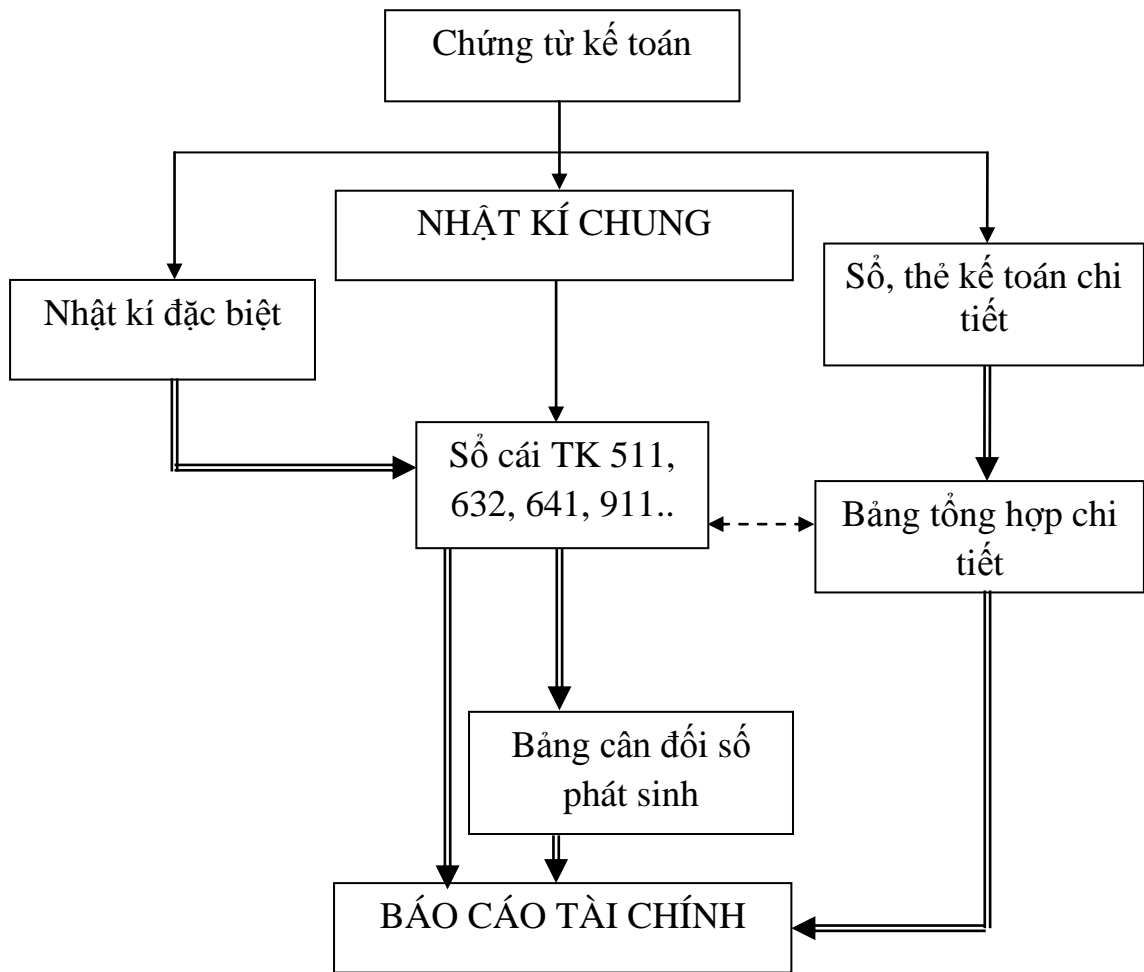 Chứng từ kế toán
NHẬT KÍ CHUNG
Nhật kí đặc biệt
Sổ, thẻ kế toán chi
tiết
Sổ cái TK 511,
632, 641, 911..
Bảng tổng hợp chi
tiết
Bảng cân đối số
phát sinh
BÁO CÁO TÀI CHÍNH